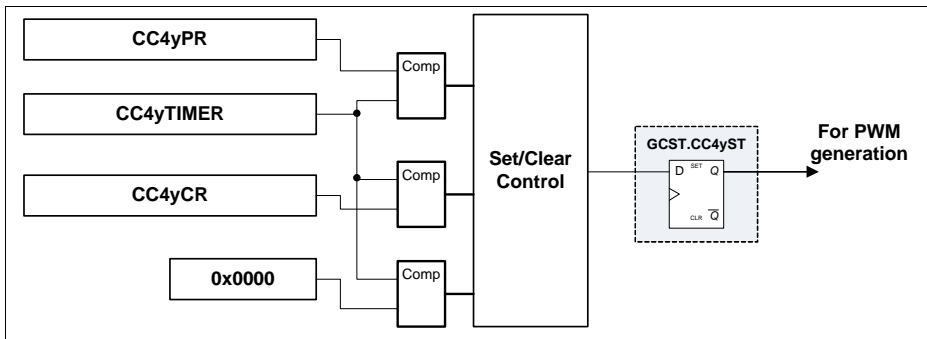 CC4yPR
CC4yTIMER
CC4yCR
0x0000
Comp
Comp
Comp
Set/Clear
Control
GCST.CC4yST
D
SET
Q
CLR
Q
For PWM
generation